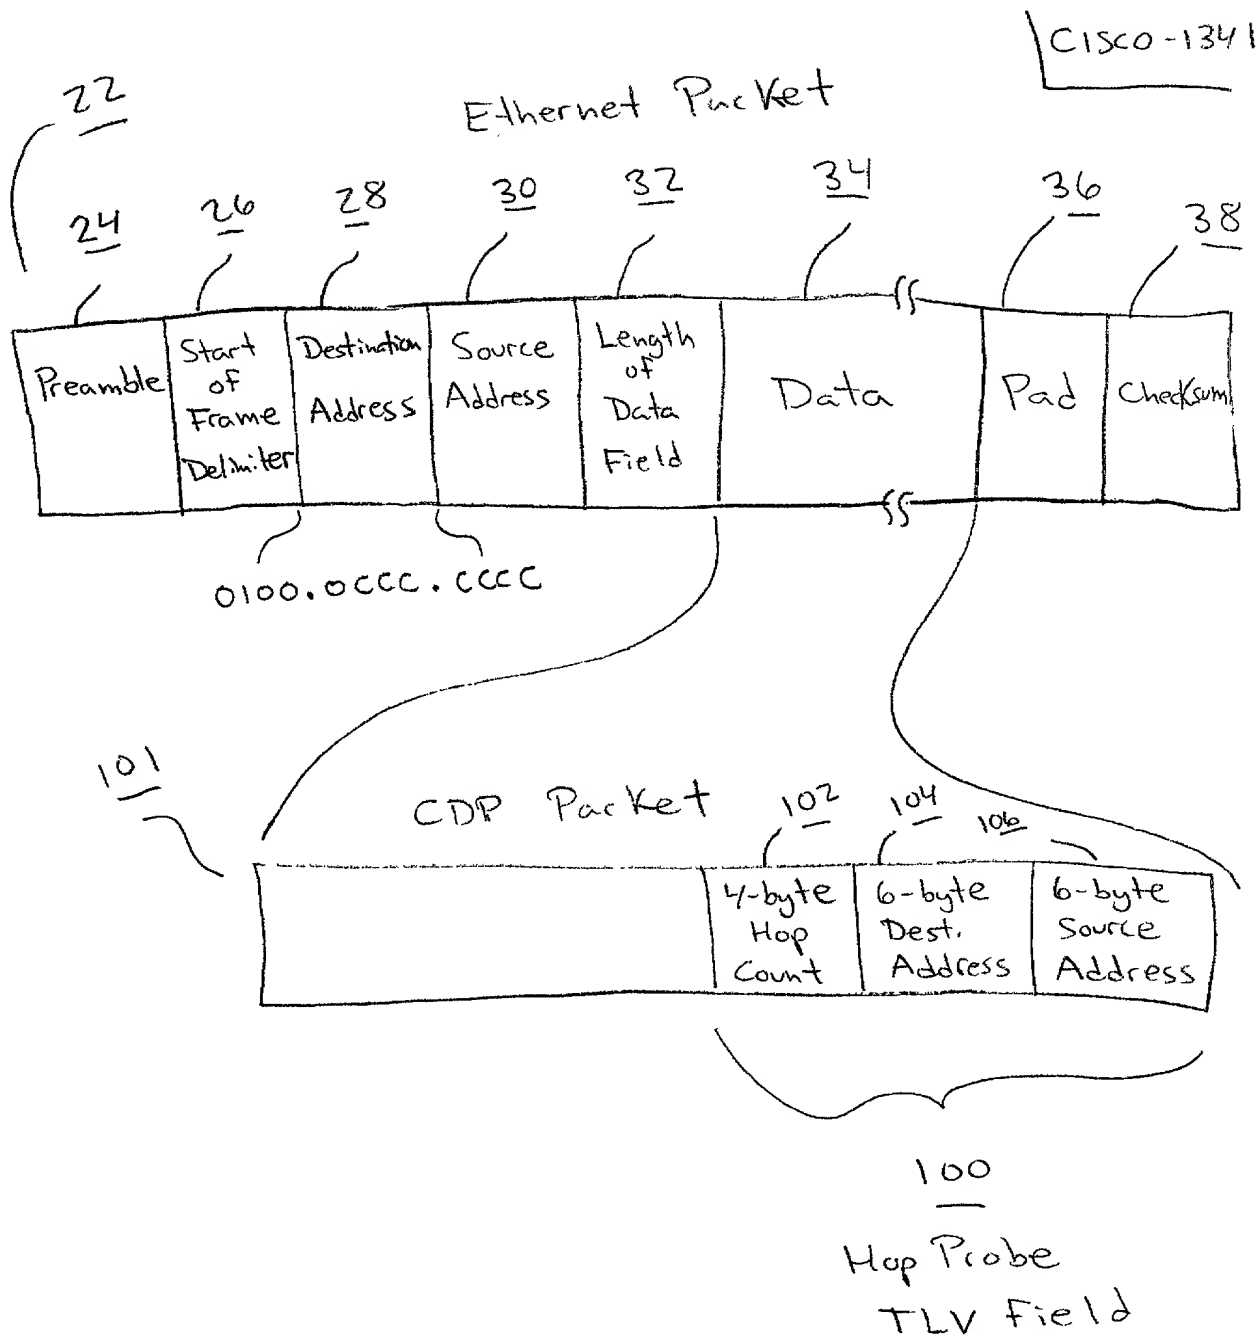 CISCO-1341
22
Ethernet Packet
24
26
28
30
32
34
36
38
Preamble
Start
of
Frame
Delimiter
Destination
Address
Source
Address
Length
of
Data
Field
Data
Pad
Checksum
0100.0CCC.CCCC
101
CDP Packet
102
104
106
4-byte
Hop
Count
6-byte
Dest.
Address
6-byte
Source
Address
100
Hop Probe
TLV Field